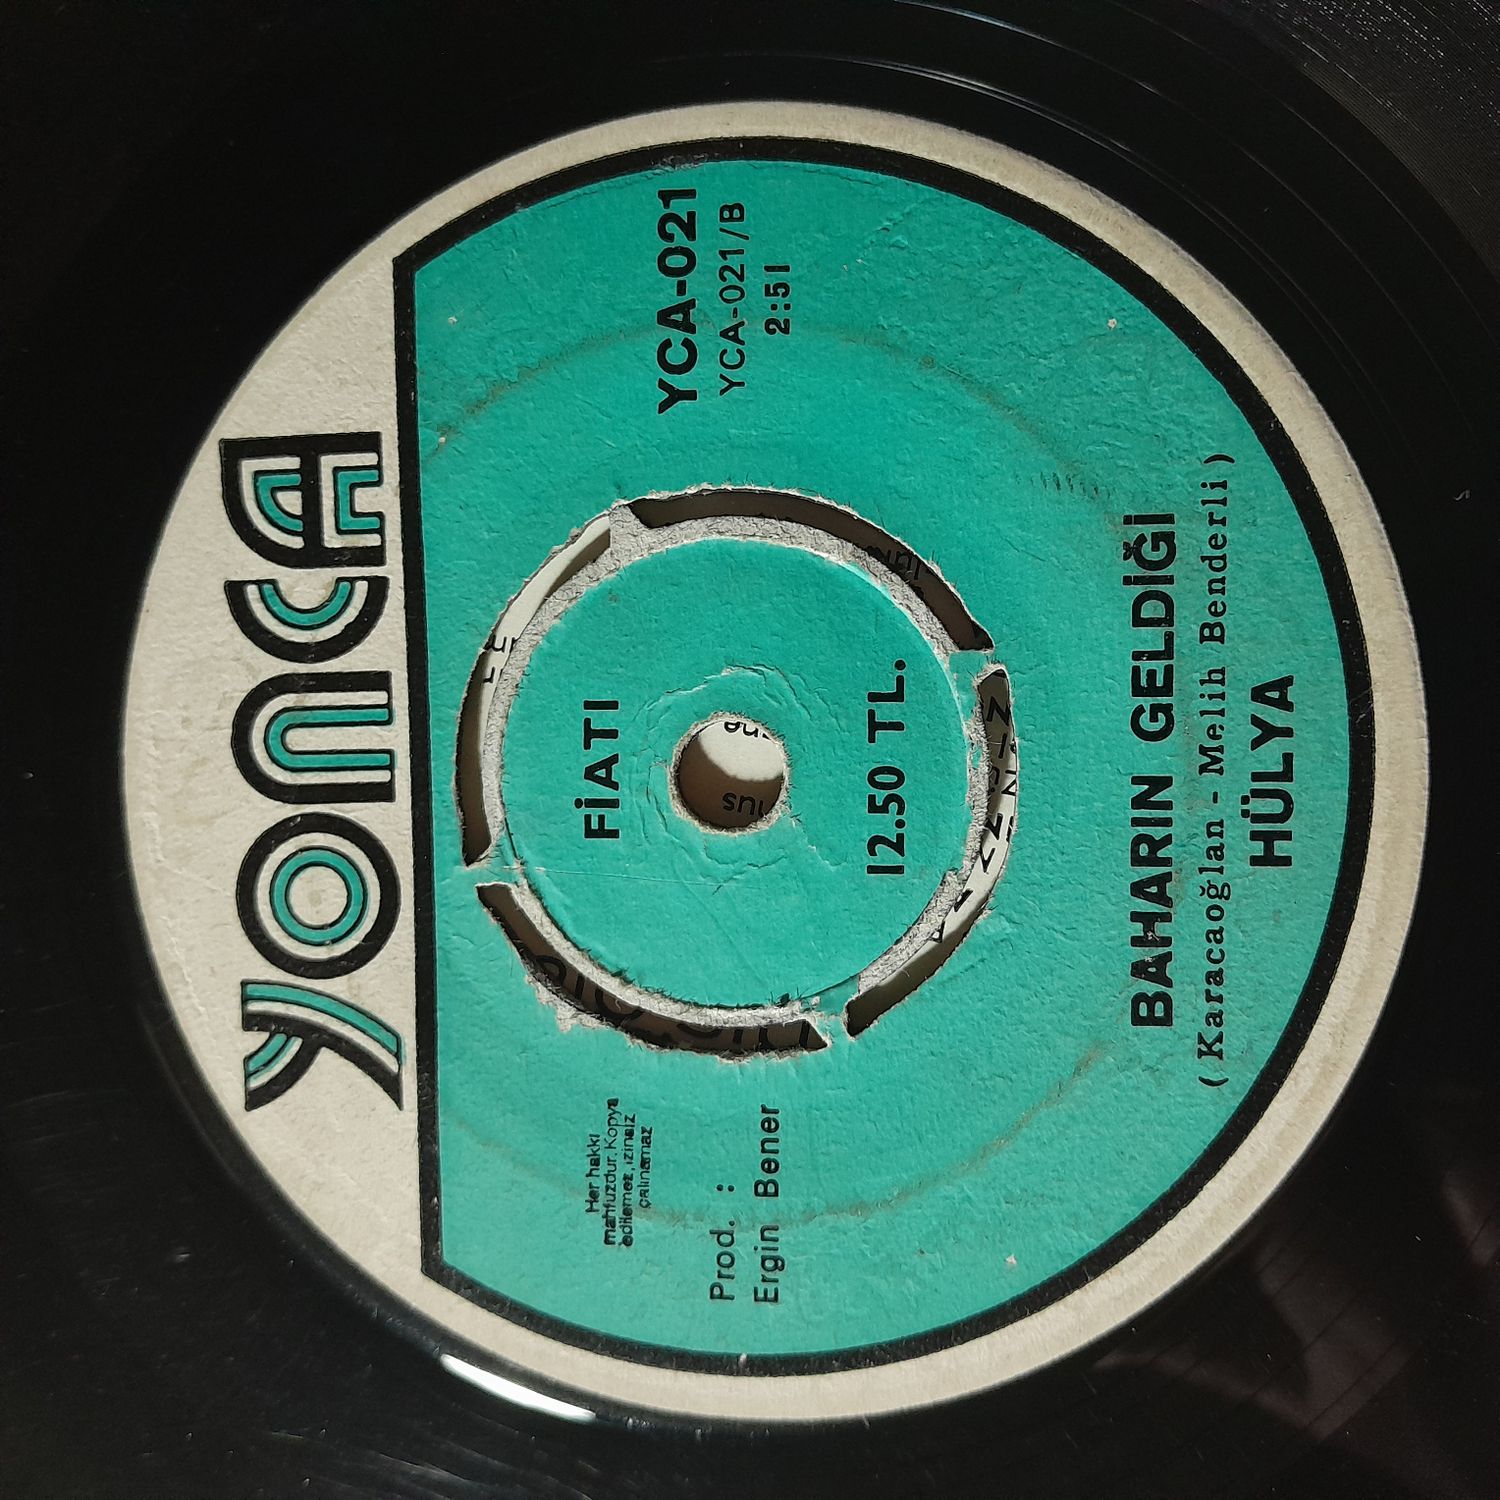 YONCA
YCA-021
YCA-021/B
2:51
Her hakkı
mahfuzdur. Kopya
edilemez, izinsiz
çalınamaz
Prod. :
Ergin Bener
FİATI
12.50 TL.
BAHARIN GELDİĞİ
(Karacaoğlan - Melih Benderli)
HÜLYA